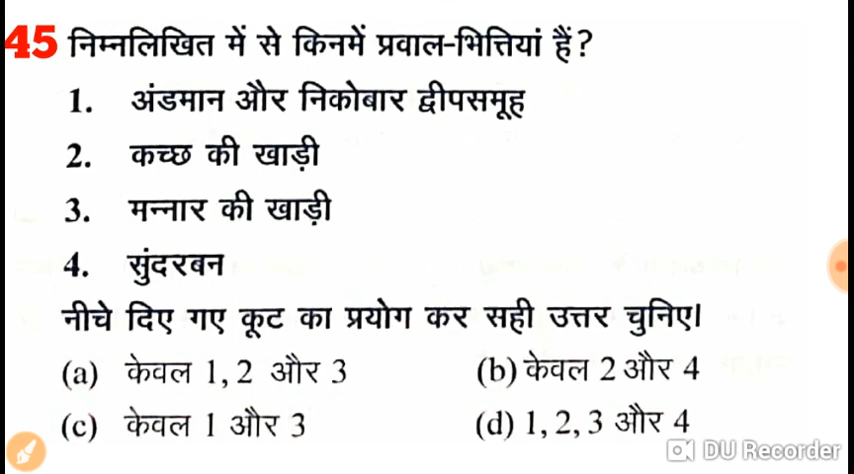 45 निम्नलिखित में से किनमें प्रवाल-भित्तियां हैं?
1. अंडमान और निकोबार द्वीपसमूह
2. कच्छ की खाड़ी
3. मन्नार की खाड़ी
4. सुंदरबन
नीचे दिए गए कूट का प्रयोग कर सही उत्तर चुनिए।
(a) केवल 1, 2 और 3 (b) केवल 2 और 4
(c) केवल 1 और 3 (d) 1, 2, 3 और 4
DU Recorder